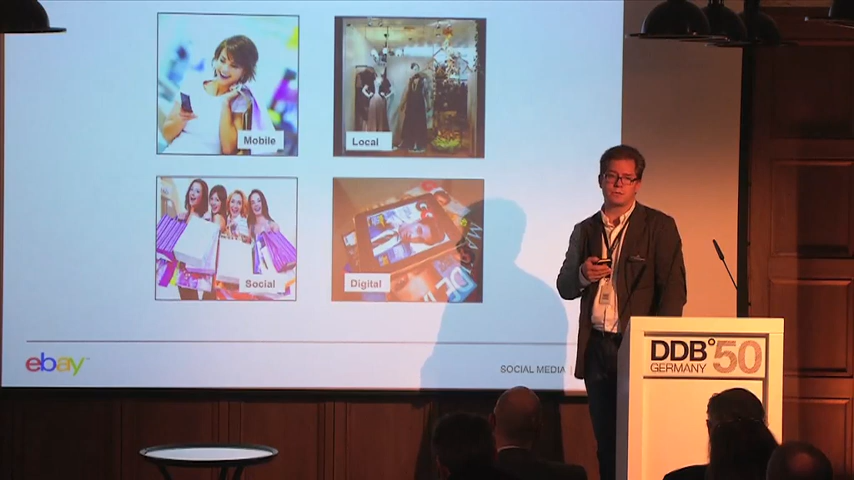 Mobile
Local
Social
Digital
ebay
SOCIAL MEDIA |
DDB°50
GERMANY